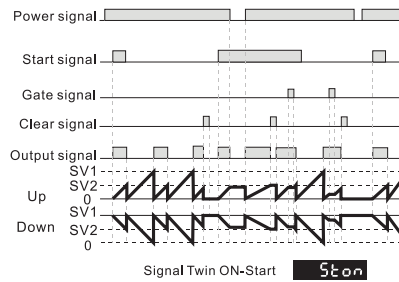 Power signal
Start signal
Gate signal
Clear signal
Output signal
SV1
SV2
Up
0
SV1
Down
SV2
0
Signal Twin ON-Start
Ston